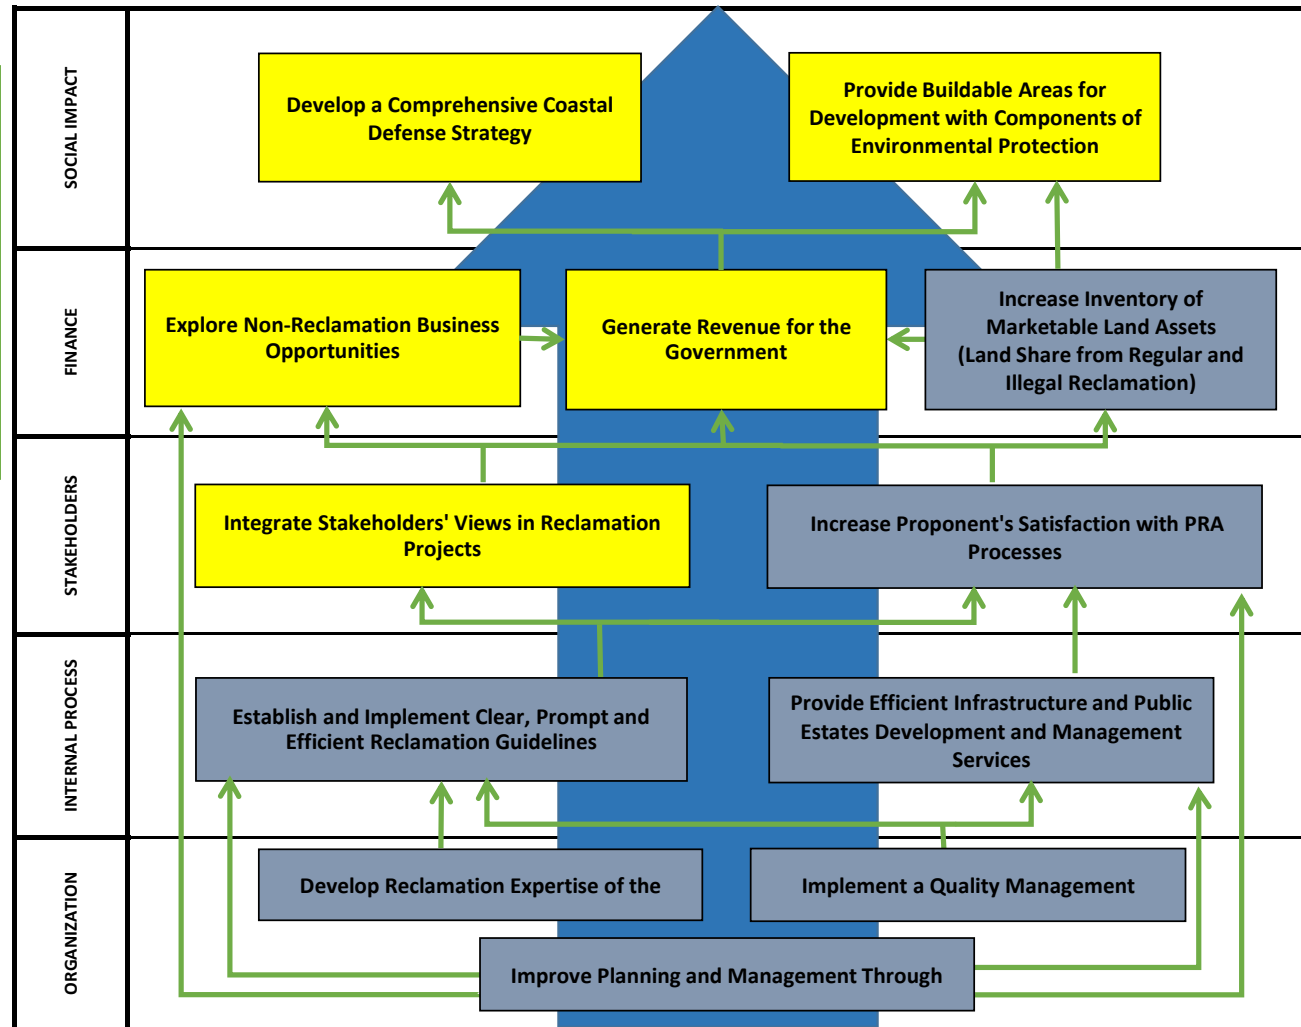 SOCIAL IMPACT
Develop a Comprehensive Coastal
Defense Strategy
Provide Buildable Areas for
Development with Components of
Environmental Protection
FINANCE
Explore Non-Reclamation Business
Opportunities
Generate Revenue for the
Government
Increase Inventory of
Marketable Land Assets
(Land Share from Regular and
Illegal Reclamation)
STAKEHOLDERS
Integrate Stakeholders' Views in Reclamation
Projects
Increase Proponent's Satisfaction with PRA
Processes
INTERNAL PROCESS
Establish and Implement Clear, Prompt and
Efficient Reclamation Guidelines
Provide Efficient Infrastructure and Public
Estates Development and Management
Services
ORGANIZATION
Develop Reclamation Expertise of the
Implement a Quality Management
Improve Planning and Management Through